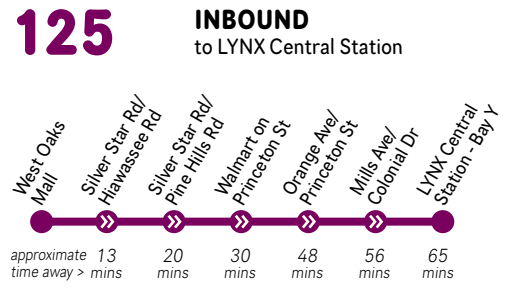 125
INBOUND
to LYNX Central Station
West Oaks
Mall
Silver Star Rd/
Hiawassee Rd
Silver Star Rd/
Pine Hills Rd
Walmart on
Princeton St
Orange Ave/
Princeton St
Mills Ave/
Colonial Dr
LYNX Central
Station - Bay Y
approximate 13 20 30 48 56 65
time away > mins mins mins mins mins mins